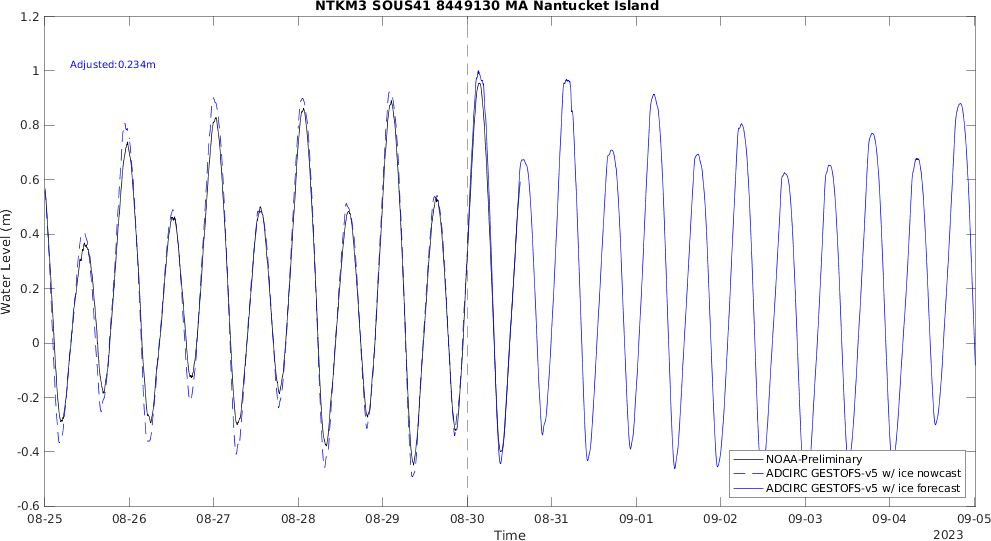 NTKM3 SOUS41 8449130 MA Nantucket Island
1.2
1
0.8
0.6
0.4
0.2
0
-0.2
-0.4
-0.6
Water Level (m)
Adjusted:0.234m
NOAA-Preliminary
ADCIRC GESTOFS-v5 w/ ice nowcast
ADCIRC GESTOFS-v5 w/ ice forecast
08-25 08-26 08-27 08-28 08-29 08-30 08-31 09-01 09-02 09-03 09-04 09-05
Time
2023